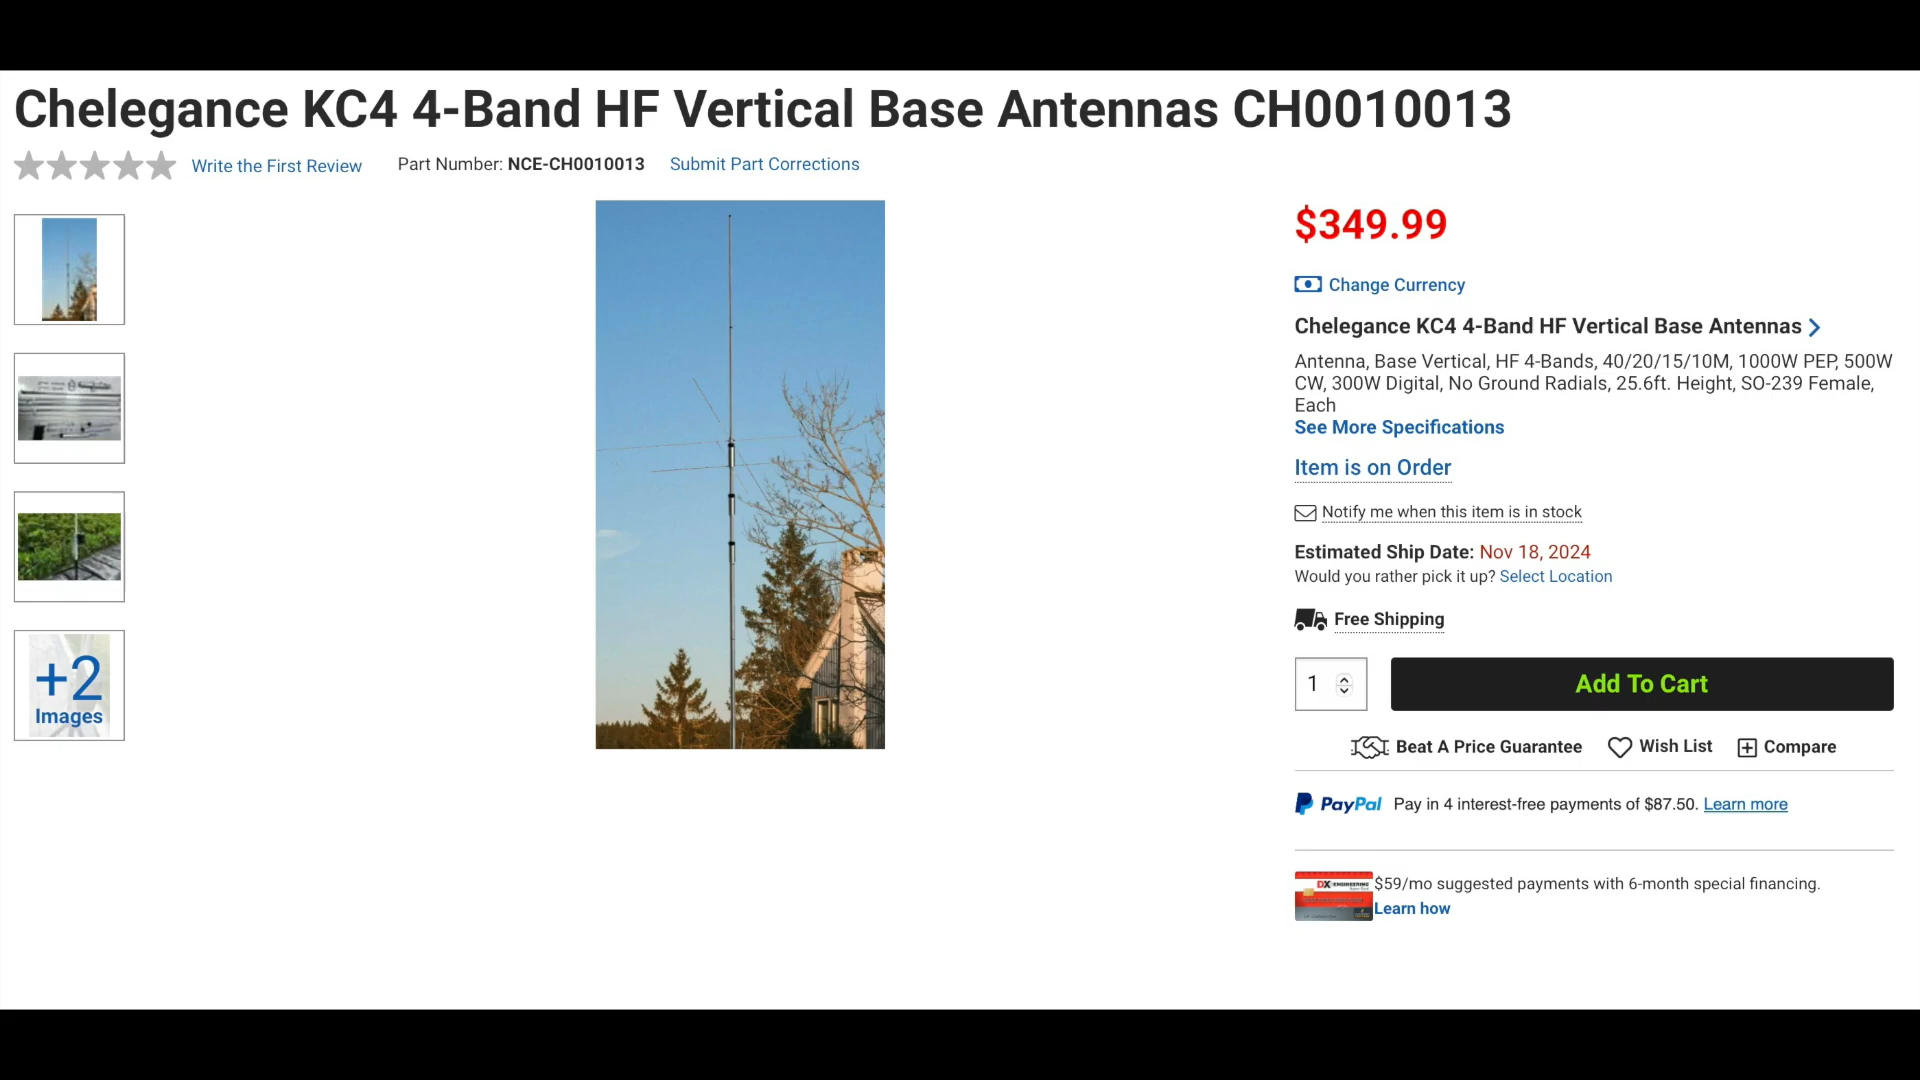 Chelegance KC4 4-Band HF Vertical Base Antennas CH0010013
Write the First Review
Part Number: NCE-CH0010013
Submit Part Corrections
+2
Images
$349.99
Change Currency
Chelegance KC4 4-Band HF Vertical Base Antennas
Antenna, Base Vertical, HF 4-Bands, 40/20/15/10M, 1000W PEP, 500W
CW, 300W Digital, No Ground Radials, 25.6ft. Height, SO-239 Female,
Each
See More Specifications
Item is on Order
Notify me when this item is in stock
Estimated Ship Date: Nov 18, 2024
Would you rather pick it up? Select Location
Free Shipping
1
Add To Cart
Beat A Price Guarantee
Wish List
Compare
PayPal Pay in 4 interest-free payments of $87.50. Learn more
DX ENGINEERING
$59/mo suggested payments with 6-month special financing.
Learn how